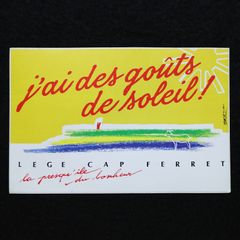 j'ai des goûts
de soleil!
LEGE CAP FERRET
la presqu'île
du bonheur